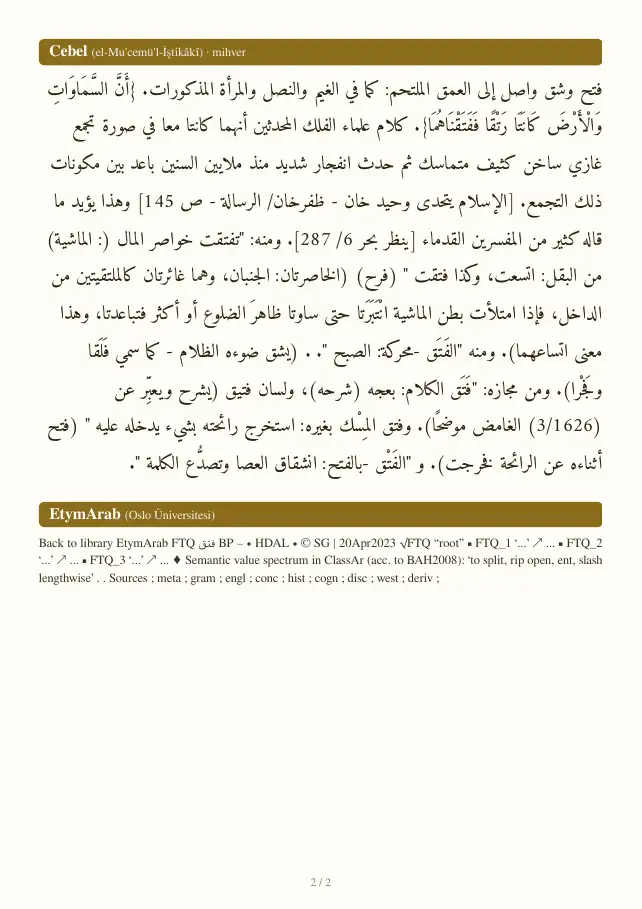 Cebel (el-Mu'cemü'l-İştikâkî) · mihver
فتح وشق واصل إلى العمق الملتحم: كما في الغيم والنصل والمرأة المذكورات. {أَنَّ السَّمَاوَاتِ
وَالْأَرْضَ كَانَتَا رَتْقًا فَفَتَقْنَاهُمَا}. كلام علماء الفلك المحدثين أنهما كانتا معا في صورة تجمع
غازي ساخن كثيف متماسك ثم حدث انفجار شديد منذ ملايين السنين باعد بين مكونات
ذلك التجمع. [الإسلام يتحدى وحيد خان - ظفرخان/ الرسالة - ص 145] وهذا يؤيد ما
قاله كثير من المفسرين القدماء [ينظر بحر 6/ 287]. ومنه: "تفتقت خواصر المال (: الماشية)
من البقل: اتسعت، وكذا فتقت " (فرح) (الخاصرتان: الجنبان، وهما غائرتان كالملتقيتين من
الداخل، فإذا امتلأت بطن الماشية انْتَبَرَتا حتى ساوتا ظاهرَ الضلوع أو أكثر فتباعدتا، وهذا
معنى اتساعهما). ومنه "الفَتَق -محركة: الصبح ". . (يشق ضوءه الظلام - كما سمي فَلَقا
وفَجْرا). ومن مجازه: "فَتَق الكلام: بعجه (شرحه)، ولسان فتيق (يشرح ويعبِّر عن
(3/1626) الغامض موضحًا). وفتق المِسْك بغيره: استخرج رائحته بشيء يدخله عليه " (فتح
أثناءه عن الرائحة فخرجت). و "الفَتْق -بالفتح: انشقاق العصا وتصدُّع الكلمة ".
EtymArab (Oslo Üniversitesi)
Back to library EtymArab FTQ فتق BP – • HDAL • © SG | 20Apr2023 √FTQ “root” ▪ FTQ_1 ‘...’ ↗ ... ▪ FTQ_2
‘...’ ↗ ... ▪ FTQ_3 ‘...’ ↗ ... ♦ Semantic value spectrum in ClassAr (acc. to BAH2008): ‘to split, rip open, ent, slash
lengthwise’ . . Sources ; meta ; gram ; engl ; conc ; hist ; cogn ; disc ; west ; deriv ;
2 / 2